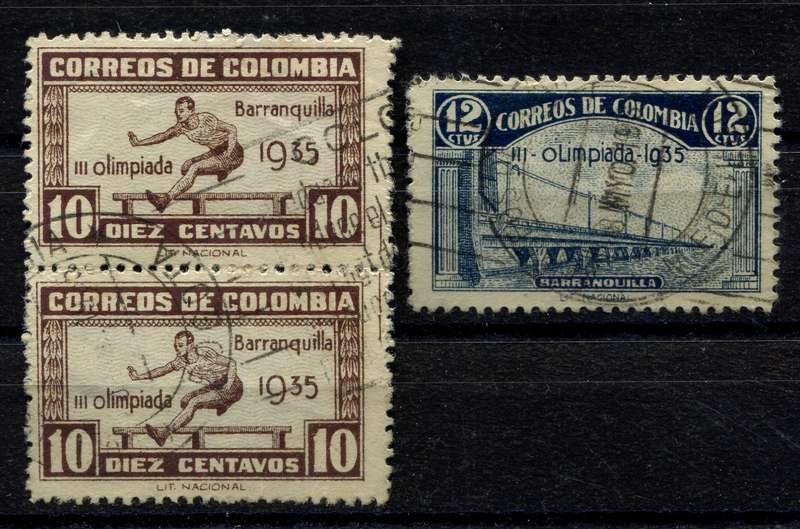 CORREOS DE COLOMBIA
Barranquilla
III olimpiada 1935
10 10
DIEZ CENTAVOS
LIT. NACIONAL
CORREOS DE COLOMBIA
Barranquilla
III olimpiada 1935
10 10
DIEZ CENTAVOS
LIT. NACIONAL
12 CORREOS DE COLOMBIA 12
CTVS CTVS
III - OLIMPIADA - 1935
BARRANQUILLA
NACIONAL